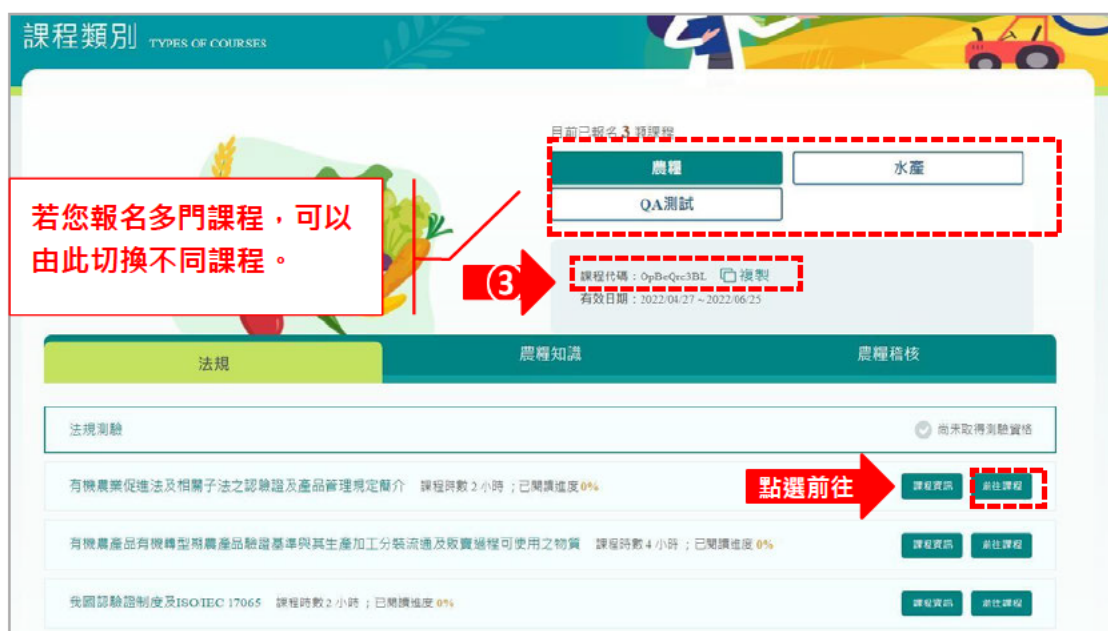 課程類別 TYPES OF COURSES
目前已報名 3 類課程
農糧
水產
QA測試
若您報名多門課程，可以
由此切換不同課程。
3
課程代碼：OpBeQrc3BL 複製
有效日期：2022/04/27 ~ 2022/06/25
法規
農糧知識
農糧稽核
法規測驗
尚未取得測驗資格
有機農業促進法及相關子法之認驗證及產品管理規定簡介 課程時數 2 小時 ；已閱讀進度 0%
點選前往
課程資訊
前往課程
有機農產品有機轉型期農產品驗證基準與其生產加工分裝流通及販賣過程可使用之物質 課程時數 4 小時 ；已閱讀進度 0%
課程資訊
前往課程
我國認驗證制度及ISO/IEC 17065 課程時數 2 小時 ；已閱讀進度 0%
課程資訊
前往課程